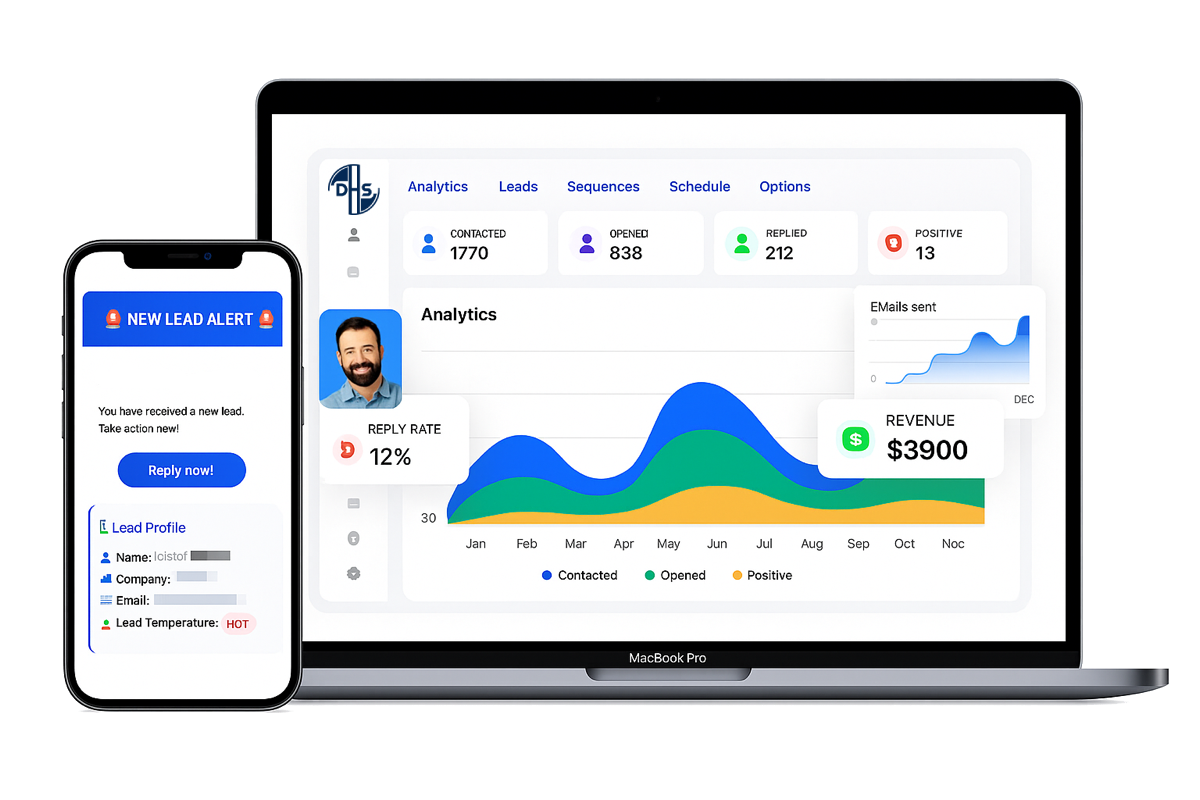 DHS
Analytics Leads Sequences Schedule Options
CONTACTED
1770
OPENED
838
REPLIED
212
POSITIVE
13
Analytics
EMails sent
0
DEC
REPLY RATE
12%
REVENUE
$3900
30
Jan Feb Mar Apr May Jun Jul Aug Sep Oct Noc
Contacted Opened Positive
MacBook Pro
NEW LEAD ALERT
You have received a new lead.
Take action new!
Reply now!
Lead Profile
Name: lcistof
Company:
Email:
Lead Temperature: HOT